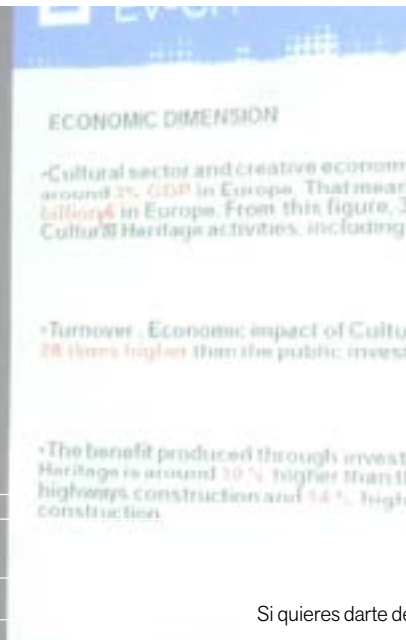 EV-CH
ECONOMIC DIMENSION
-Cultural sector and creative econom
around 3% GDP in Europe. That mean
billion€ in Europe. From this figure, 3
Cultural Heritage activities, including
-Turnover. Economic impact of Cultu
28 times higher than the public invest
-The benefit produced through invest
Heritage is around 10 % higher than th
highways construction and 14 % high
construction.
Si quieres darte de